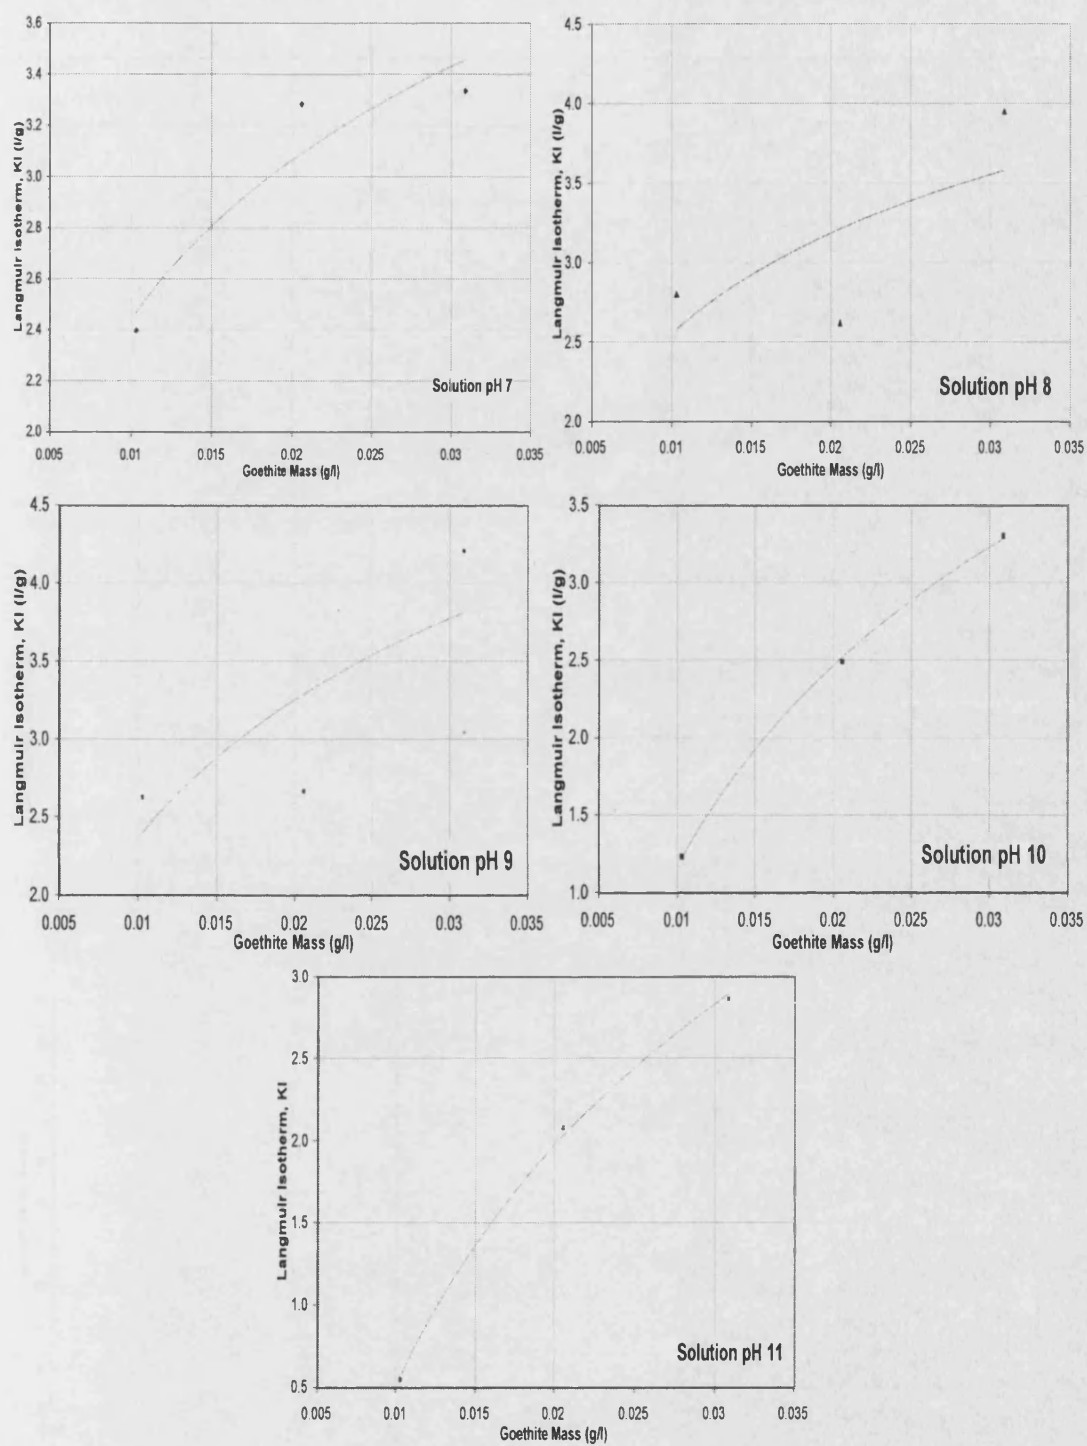 3.6
3.4
3.2
3.0
2.8
2.6
2.4
2.2
2.0
Langmuir Isotherm, Kl (l/g)
Solution pH 7
0.005 0.01 0.015 0.02 0.025 0.03 0.035
Goethite Mass (g/l)
4.5
4.0
3.5
3.0
2.5
2.0
Langmuir Isotherm, Kl (l/g)
Solution pH 8
0.005 0.01 0.015 0.02 0.025 0.03 0.035
Goethite Mass (g/l)
4.5
4.0
3.5
3.0
2.5
2.0
Langmuir Isotherm, Kl (l/g)
Solution pH 9
0.005 0.01 0.015 0.02 0.025 0.03 0.035
Goethite Mass (g/l)
3.5
3.0
2.5
2.0
1.5
1.0
Langmuir Isotherm, Kl (l/g)
Solution pH 10
0.005 0.01 0.015 0.02 0.025 0.03 0.035
Goethite Mass (g/l)
3.0
2.5
2.0
1.5
1.0
0.5
Langmuir Isotherm, Kl
Solution pH 11
0.005 0.01 0.015 0.02 0.025 0.03 0.035
Goethite Mass (g/l)